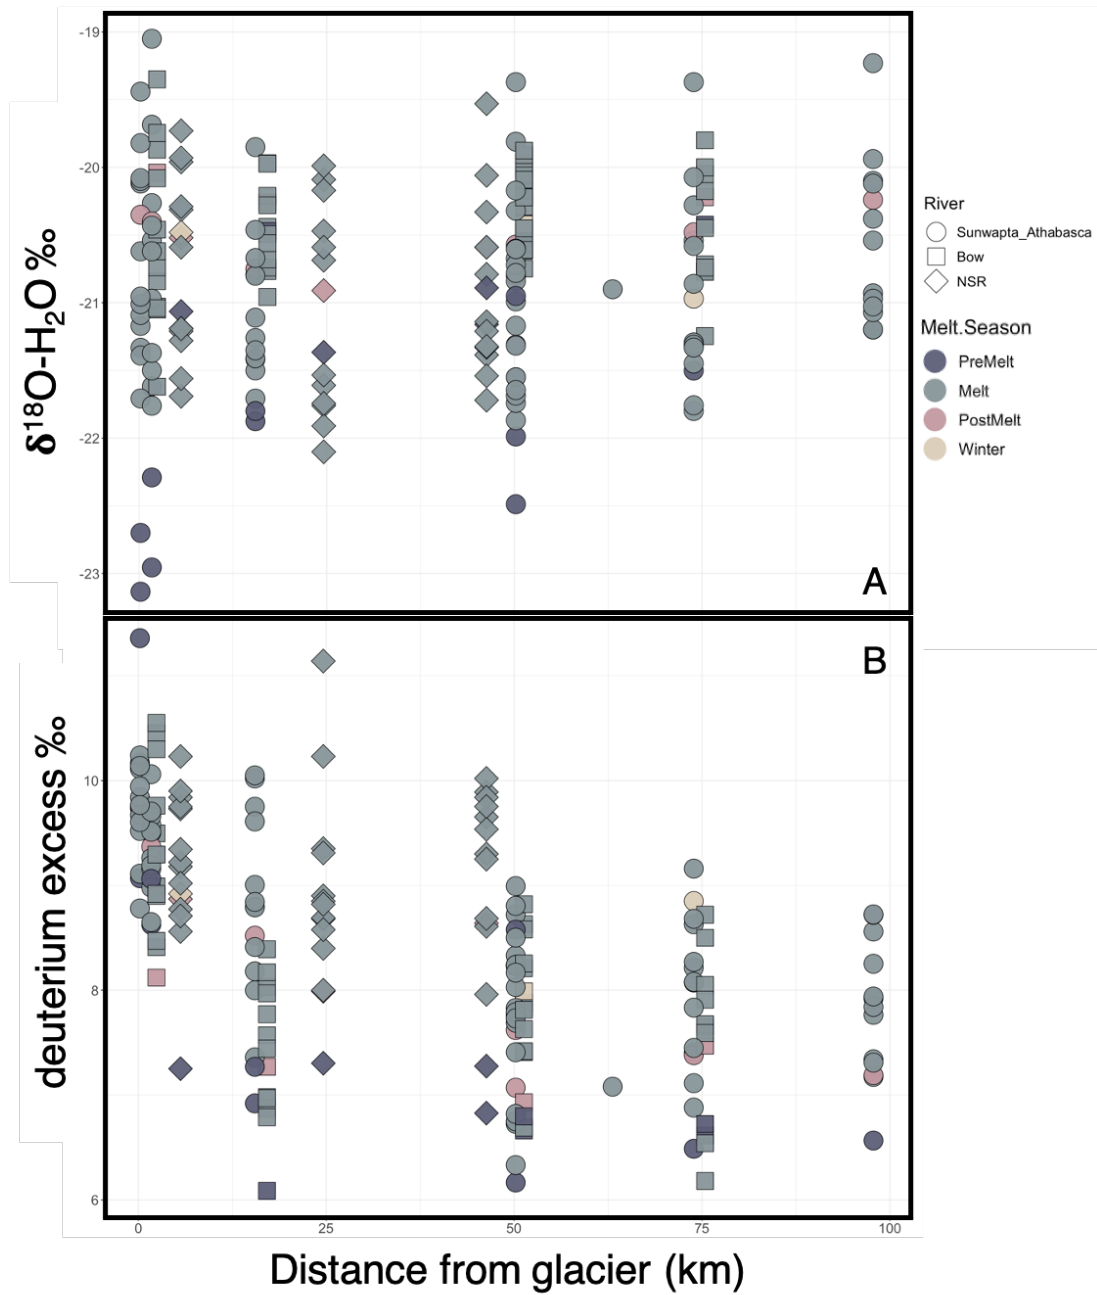 -19
-20
-21
-22
-23
δ18O-H2O ‰
A
River
Sunwapta_Athabasca
Bow
NSR
Melt.Season
PreMelt
Melt
PostMelt
Winter
B
10
8
6
deuterium excess ‰
0 25 50 75 100
Distance from glacier (km)